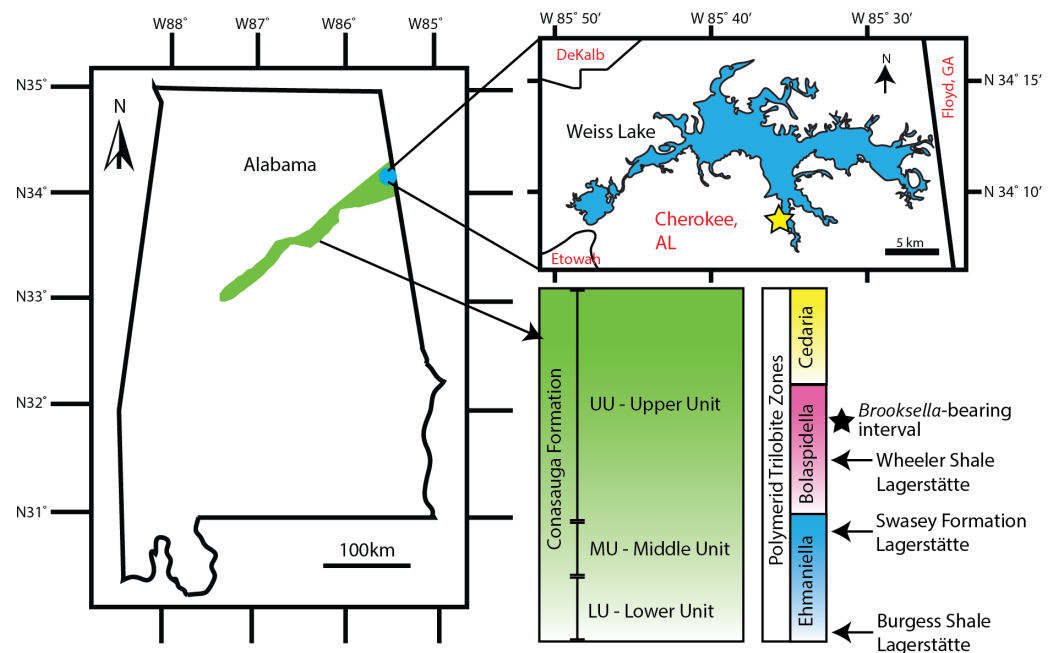 W88˚
W87˚
W86˚
W85˚
N35˚
N34˚
N33˚
N32˚
N31˚
N
Alabama
100km
W 85˚ 50'
W 85˚ 40'
W 85˚ 30'
DeKalb
N
N 34˚ 15'
Floyd, GA
Weiss Lake
N 34˚ 10'
Cherokee,
AL
5 km
Etowah
Conasauga Formation
UU - Upper Unit
MU - Middle Unit
LU - Lower Unit
Polymerid Trilobite Zones
Cedaria
Bolaspidella
Ehmaniella
Brooksella-bearing
interval
Wheeler Shale
Lagerstätte
Swasey Formation
Lagerstätte
Burgess Shale
Lagerstätte